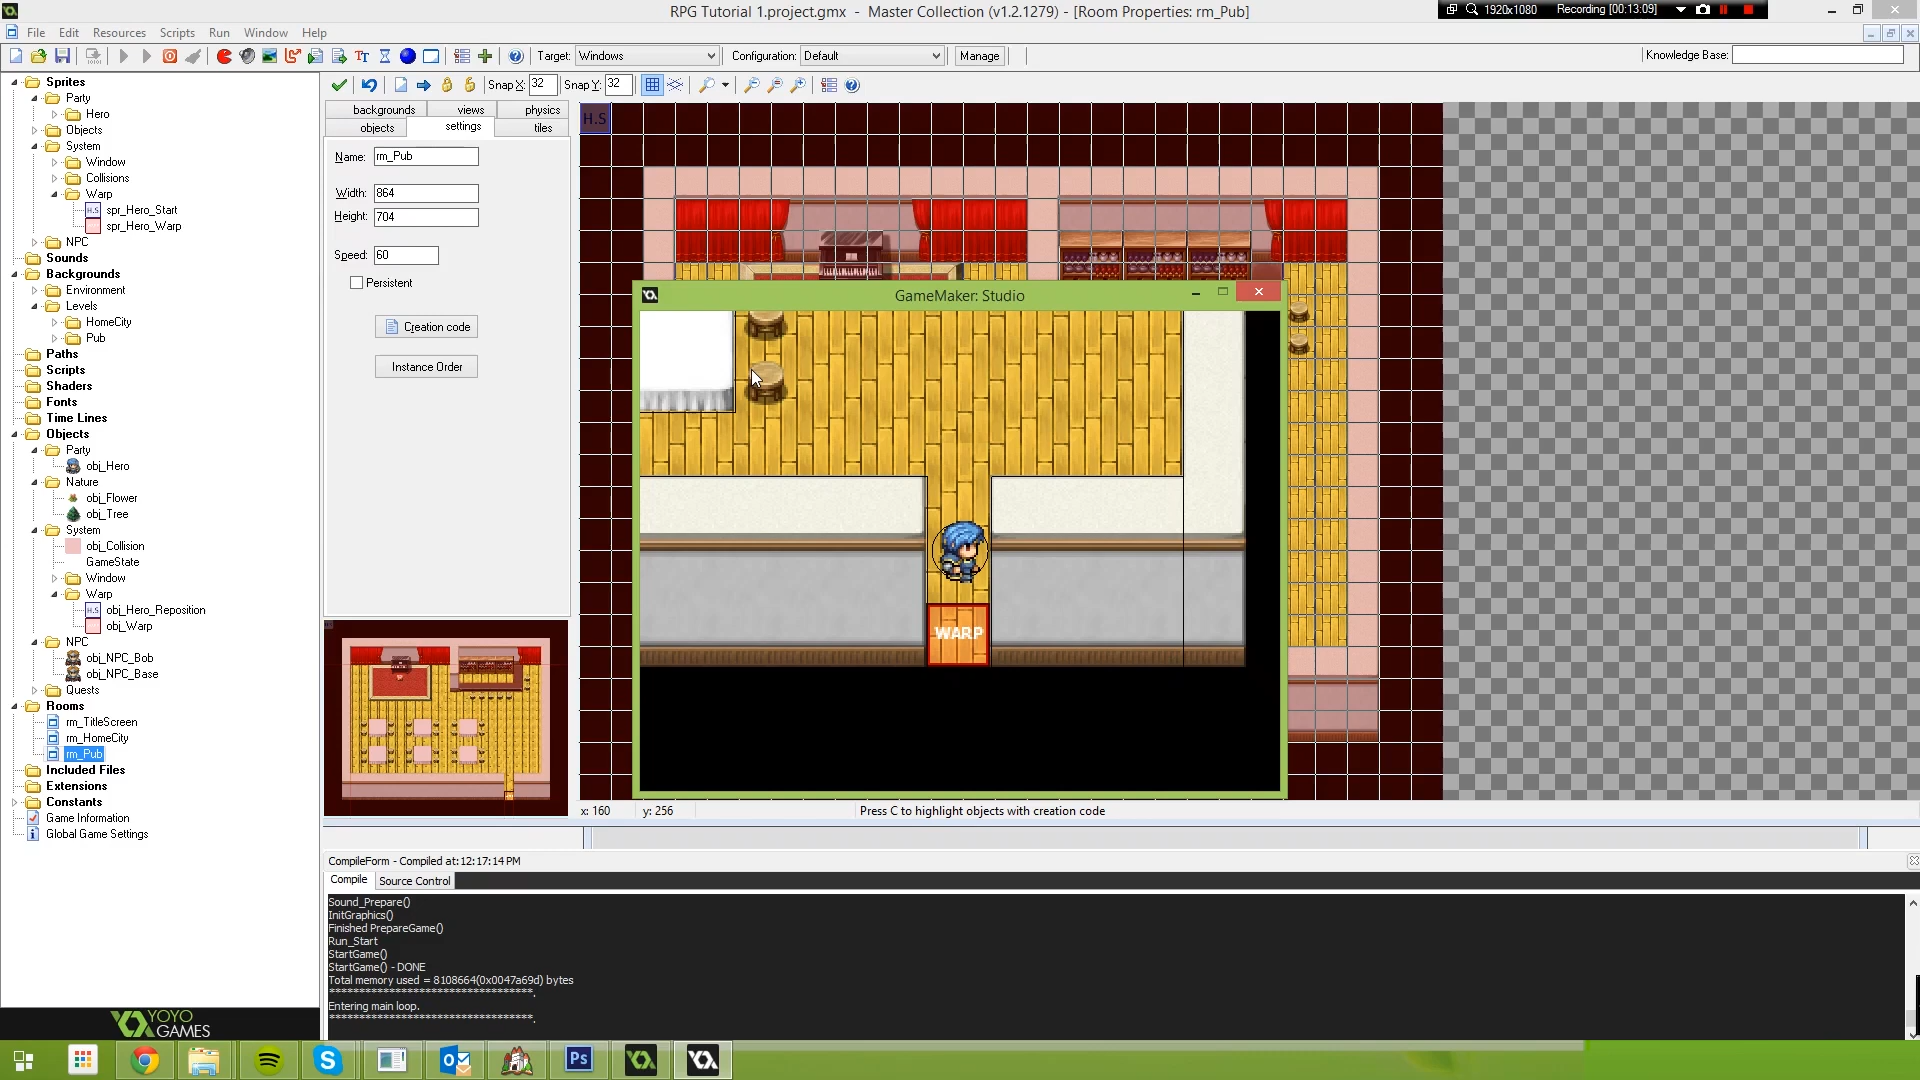 RPG Tutorial 1.project.gmx - Master Collection (v1.2.1279) - [Room Properties: rm_Pub]
1920x1080 Recording [00:13:09]
File Edit Resources Scripts Run Window Help
Target: Windows Configuration: Default Manage Knowledge Base:
Snap X: 32 Snap Y: 32
backgrounds views physics
objects settings tiles
Name: rm_Pub
Width: 864
Height: 704
Speed: 60
Persistent
Creation code
Instance Order
Sprites
Party
Hero
Objects
System
Window
Collisions
Warp
H.S spr_Hero_Start
spr_Hero_Warp
NPC
Sounds
Backgrounds
Environment
Levels
HomeCity
Pub
Paths
Scripts
Shaders
Fonts
Time Lines
Objects
Party
obj_Hero
Nature
obj_Flower
obj_Tree
System
obj_Collision
GameState
Window
Warp
H.S obj_Hero_Reposition
obj_Warp
NPC
obj_NPC_Bob
obj_NPC_Base
Quests
Rooms
rm_TitleScreen
rm_HomeCity
rm_Pub
Included Files
Extensions
Constants
Game Information
Global Game Settings
YOYO
GAMES
H.S
GameMaker: Studio
WARP
x: 160 y: 256 Press C to highlight objects with creation code
CompileForm - Compiled at:12:17:14 PM
Compile Source Control
Sound_Prepare()
InitGraphics()
Finished PrepareGame()
Run_Start
StartGame()
StartGame() - DONE
Total memory used = 8108664(0x0047a69d) bytes
**********************************.
Entering main loop.
**********************************.
Ps